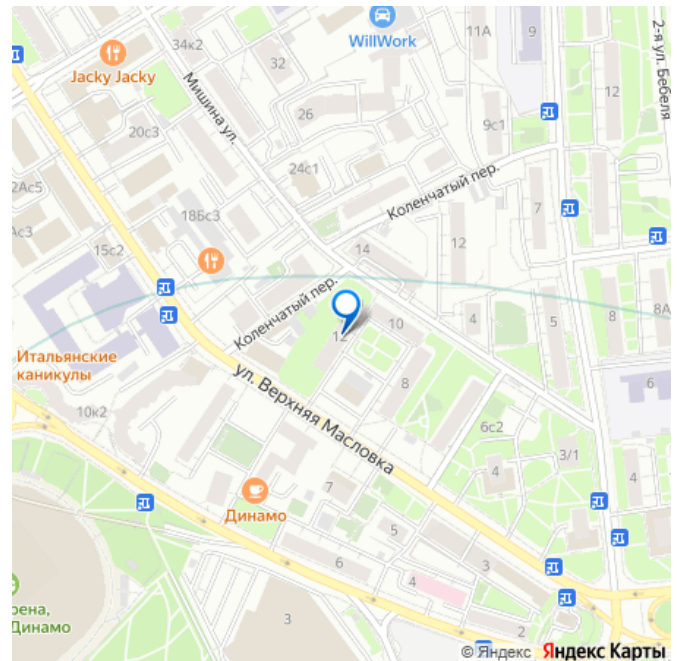 34к2
WillWork
11А
9
2-я ул. Бебеля
Jacky Jacky
32
12
Мишина ул.
26
20с3
9с1
24с1
Коленчатый пер.
2Ас5
18Бс3
7
Ас3
14
12
15с2
5
Коленчатый пер.
10
4
8
8А
12
Итальянские
каникулы
8
6
ул. Верхняя Масловка
10к2
6с2
3/1
4
4
7
Динамо
5
6
3
4
рена,
Динамо
3
2
© Яндекс Яндекс Карты